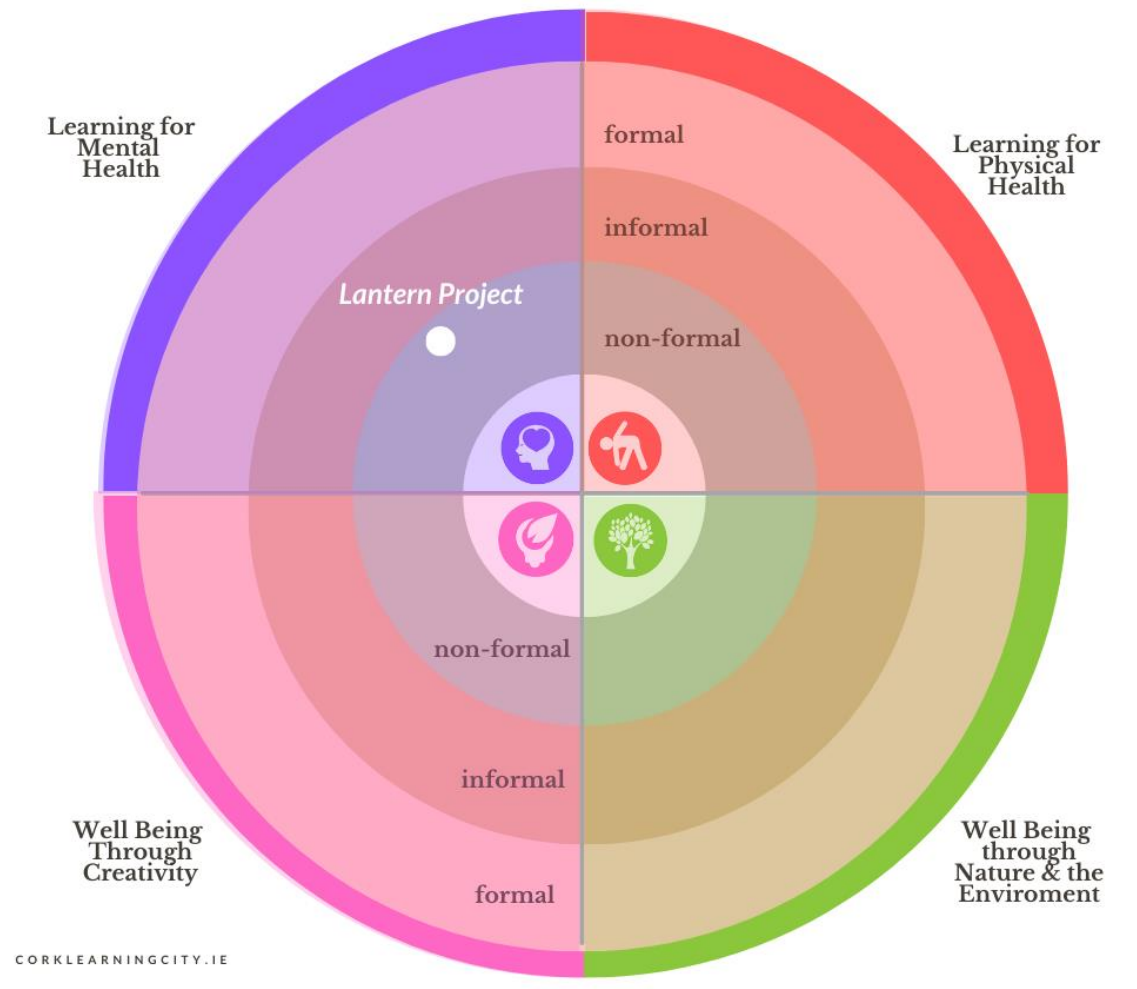 Learning for
Mental
Health
formal
Learning for
Physical
Health
informal
Lantern Project
non-formal
non-formal
informal
Well Being
Through
Creativity
Well Being
through
Nature & the
Enviroment
formal
CORKLEARNINGCITY.IE